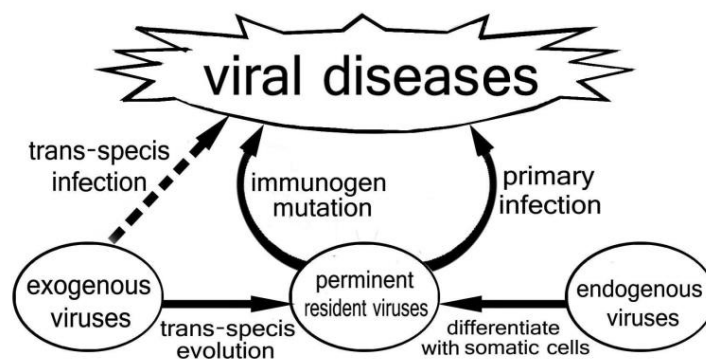 viral diseases
trans-specis
infection
immunogen
mutation
primary
infection
exogenous
viruses
trans-specis
evolution
perminent
resident viruses
differentiate
with somatic cells
endogenous
viruses